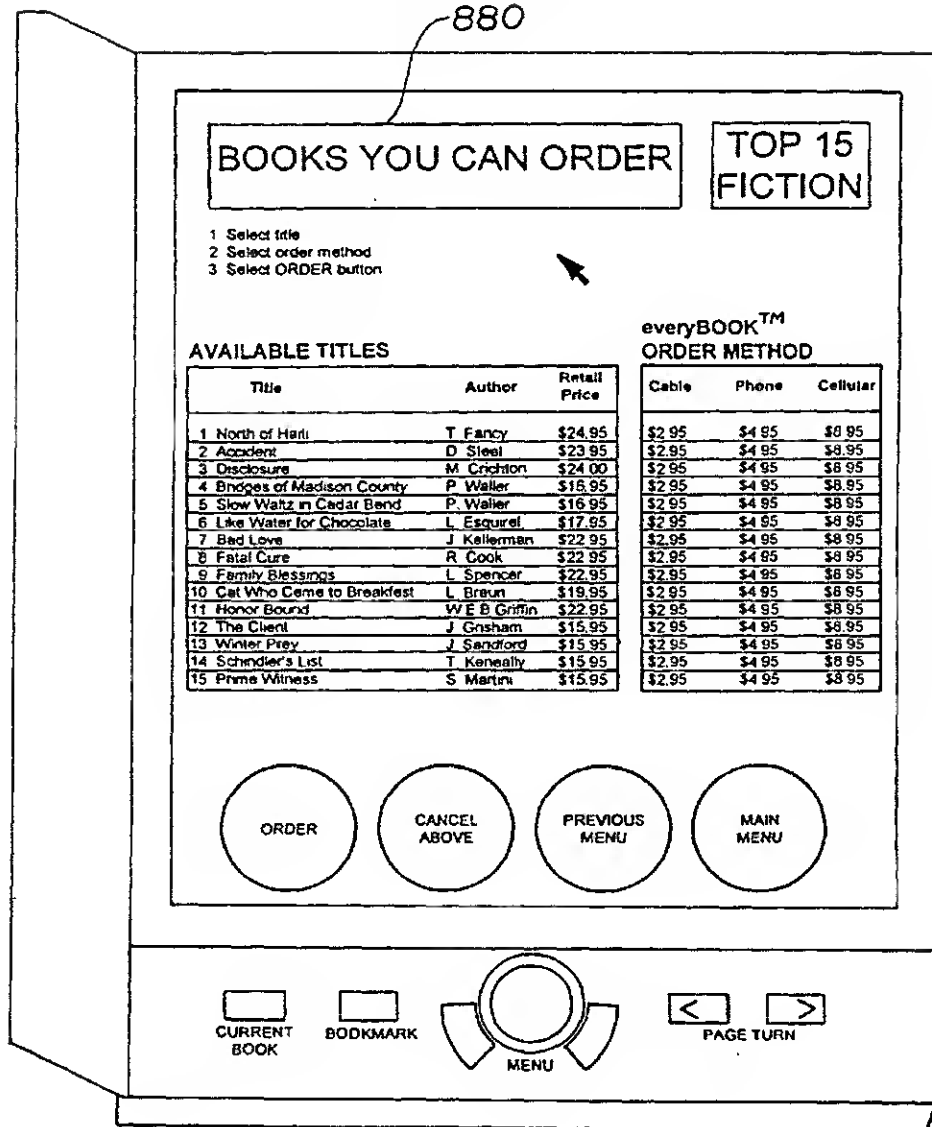 880
BOOKS YOU CAN ORDER
TOP 15
FICTION
1 Select title
2 Select order method
3 Select ORDER button
AVAILABLE TITLES
everyBOOK™
ORDER METHOD
Title Author Retail Price Cable Phone Cellular
1 North of Haiti T Fancy $24.95 $2 95 $4 95 $8 95
2 Accident D Steel $23 95 $2.95 $4 95 $8.95
3 Disclosure M Crichton $24 00 $2 95 $4 95 $8 95
4 Bridges of Madison County P Waller $16.95 $2 95 $4 95 $8.95
5 Slow Waltz in Cedar Bend P. Waller $16 95 $2.95 $4 95 $8 95
6 Like Water for Chocolate L Esquirel $17.95 $2 95 $4 95 $8 95
7 Bad Love J Kellerman $22 95 $2.95 $4 95 $8 95
8 Fatal Cure R Cook $22 95 $2.95 $4 95 $8 95
9 Family Blessings L Spencer $22.95 $2.95 $4 95 $8 95
10 Cat Who Came to Breakfast L Braun $19.95 $2 95 $4 95 $8 95
11 Honor Bound W E B Griffin $22.95 $2 95 $4 95 $8 95
12 The Client J Grisham $15.95 $2 95 $4 95 $8.95
13 Winter Prey J Sandford $15 95 $2 95 $4 95 $8 95
14 Schindler's List T Keneally $15 95 $2.95 $4 95 $8 95
15 Prime Witness S Martini $15.95 $2.95 $4 95 $8 95
ORDER
CANCEL
ABOVE
PREVIOUS
MENU
MAIN
MENU
< >
CURRENT
BOOK
BOOKMARK
MENU
PAGE TURN